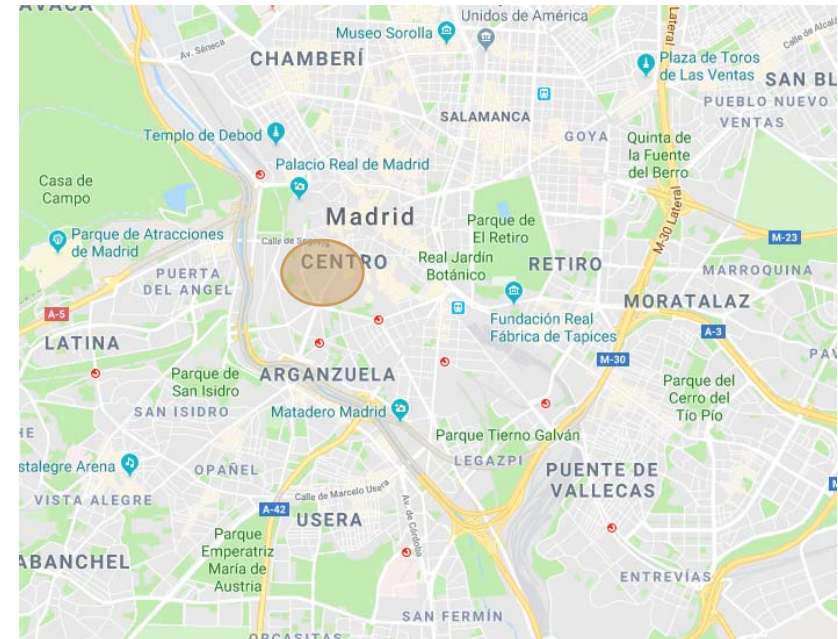 AVACA
Unidos de América
Museo Sorolla
Lateral
Calle de Alcalá
Av. Séneca
CHAMBERÍ
Plaza de Toros
de Las Ventas
SAN BL
PUEBLO NUEVO
VENTAS
SALAMANCA
GOYA
Templo de Debod
Quinta de
la Fuente
del Berro
Palacio Real de Madrid
Casa de
Campo
Madrid
Parque de
El Retiro
M-30 Lateral
Parque de Atracciones
de Madrid
Calle de Segovia
M-23
CENTRO
Real Jardín
Botánico
RETIRO
PUERTA
DEL ANGEL
MARROQUINA
MORATALAZ
A-5
Fundación Real
Fábrica de Tapices
A-3
LATINA
M-30
PAV
Parque de
San Isidro
ARGANZUELA
Parque del
Cerro del
Tío Pío
SAN ISIDRO
Matadero Madrid
Parque Tierno Galván
HE
stalegre Arena
OPAÑEL
LEGAZPI
PUENTE DE
VALLECAS
VISTA ALEGRE
Calle de Marcelo Usera
A-42
USERA
Av. de Córdoba
Parque
Emperatriz
María de
Austria
ABANCHEL
ENTREVÍAS
SAN FERMÍN
ORCASITAS